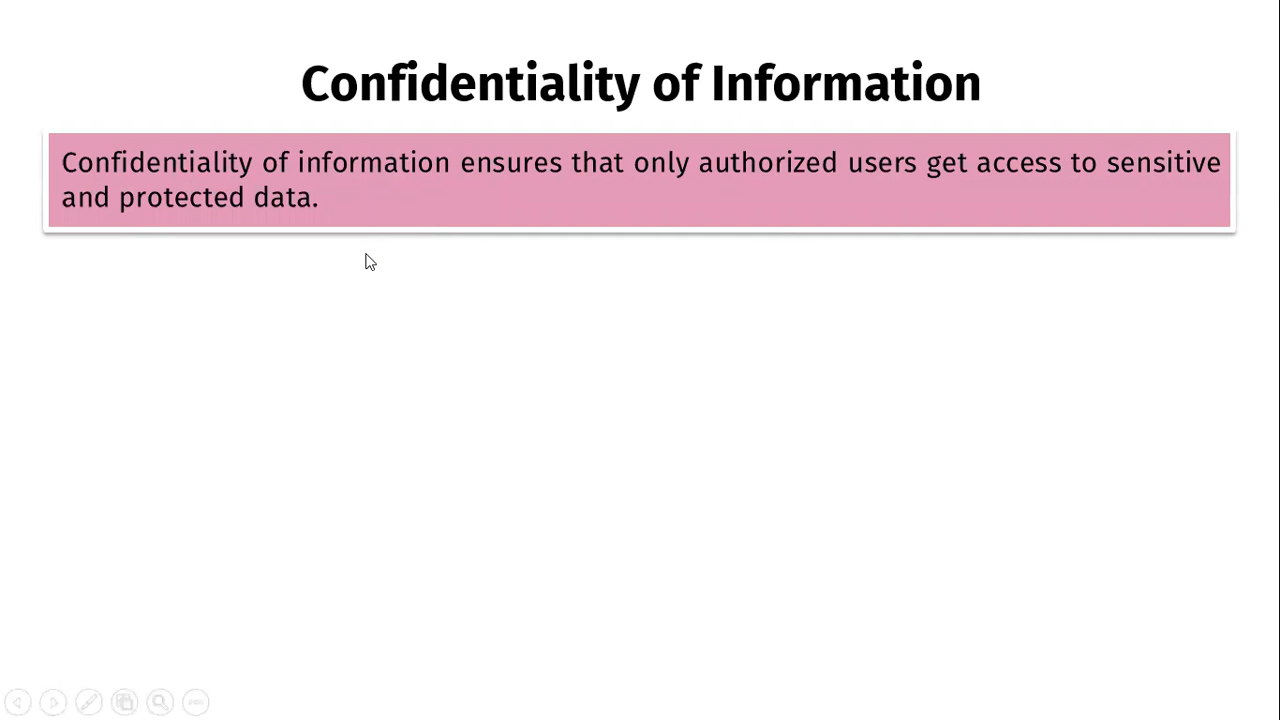 Confidentiality of Information
Confidentiality of information ensures that only authorized users get access to sensitive
and protected data.